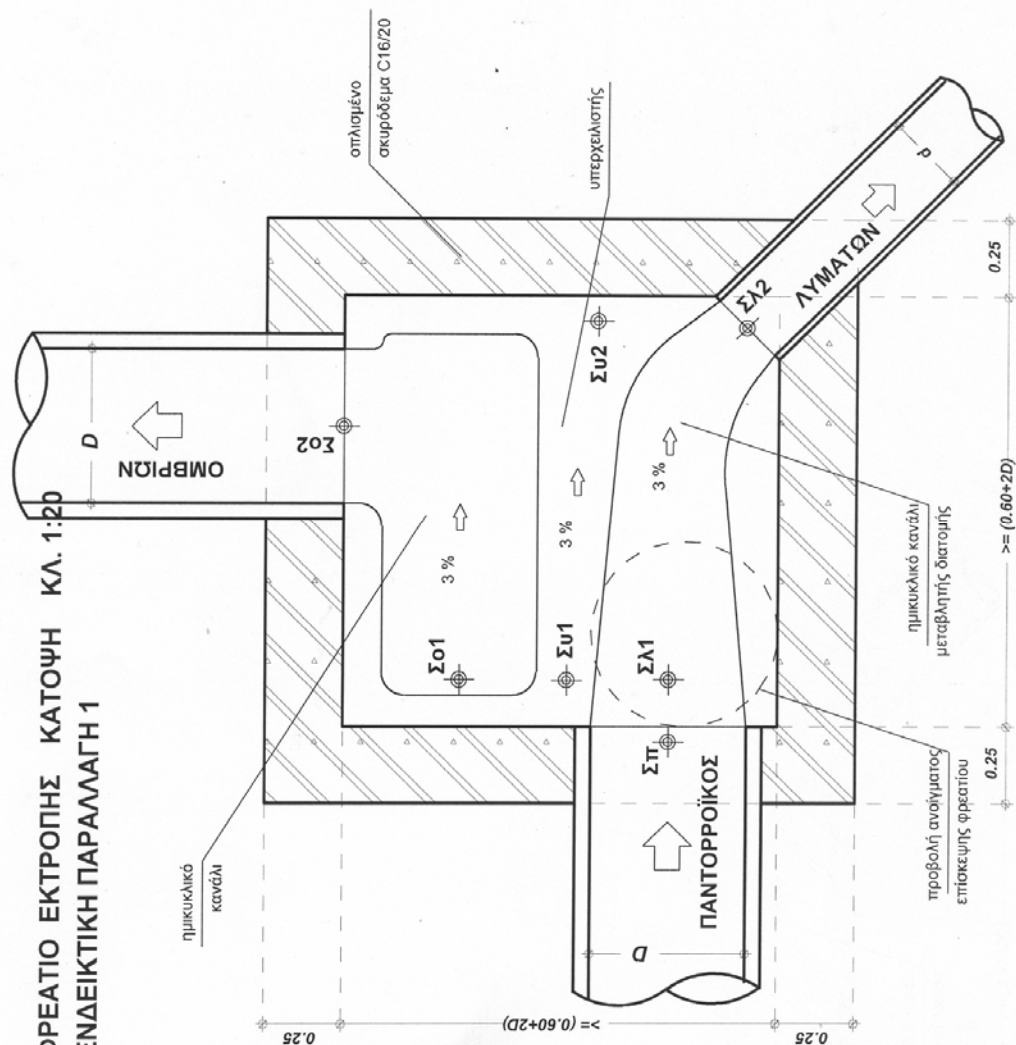 ΡΕΑΤΙΟ ΕΚΤΡΟΠΗΣ ΚΑΤΟΨΗ ΚΛ. 1:20
ΕΝΔΕΙΚΤΙΚΗ ΠΑΡΑΛΛΑΓΗ 1
οπλισμένο
σκυρόδεμα C16/20
υπερχειλιστής
ημικυκλικό
κανάλι
D
ΟΜΒΡΙΩΝ
Σο2
Σο1
3 %
Συ1
3 %
Συ2
Σλ1
3 %
Σλ2
ΛΥΜΑΤΩΝ
d
Σπ
ΠΑΝΤΟΡΡΟΪΚΟΣ
D
ημικυκλικό κανάλι
μεταβλητής διατομής
προβολή ανοίγματος
επίσκεψης φρεατίου
0.25
>= (0.60+2D)
0.25
0.25
>= (0.60+2D)
0.25